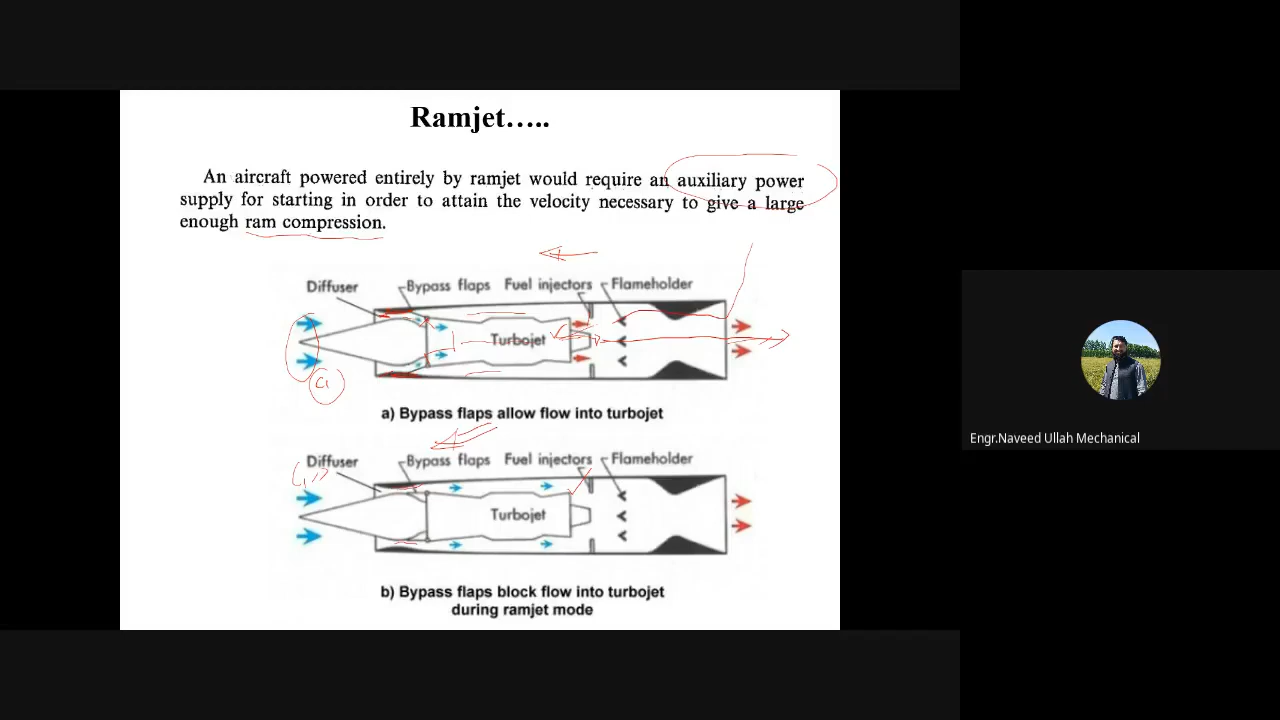 Ramjet.....
An aircraft powered entirely by ramjet would require an auxiliary power
supply for starting in order to attain the velocity necessary to give a large
enough ram compression.
Diffuser Bypass flaps Fuel injectors Flameholder
Turbojet
C1
a) Bypass flaps allow flow into turbojet
Diffuser Bypass flaps Fuel injectors Flameholder
Turbojet
b) Bypass flaps block flow into turbojet
during ramjet mode
Engr.Naveed Ullah Mechanical